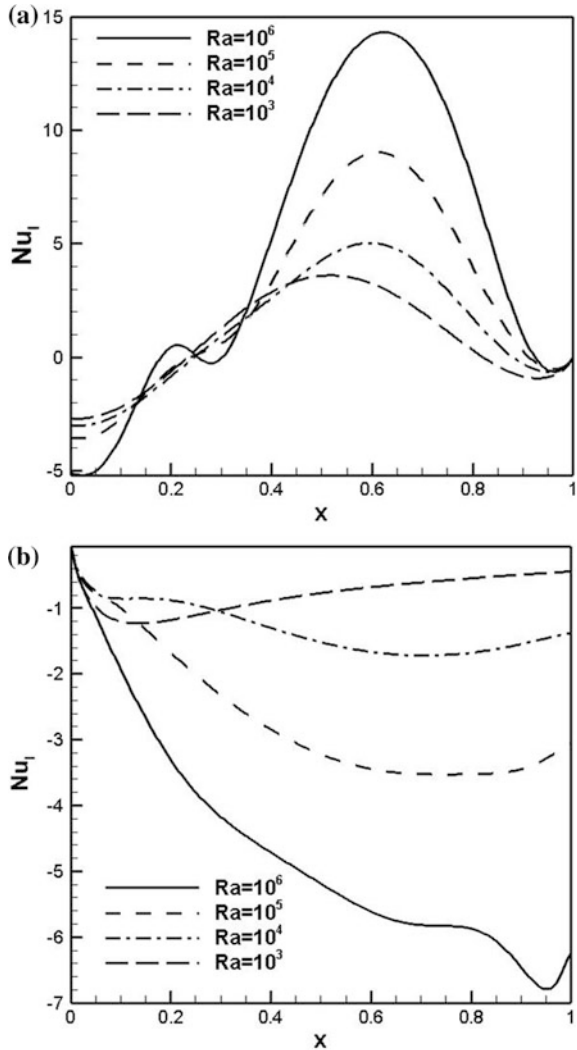 (a)
15
10
5
0
-5
Nuₗ
Ra=10⁶
Ra=10⁵
Ra=10⁴
Ra=10³
0 0.2 0.4 0.6 0.8 1
X
(b)
-1
-2
-3
-4
-5
-6
-7
Nuₗ
Ra=10⁶
Ra=10⁵
Ra=10⁴
Ra=10³
0 0.2 0.4 0.6 0.8 1
X